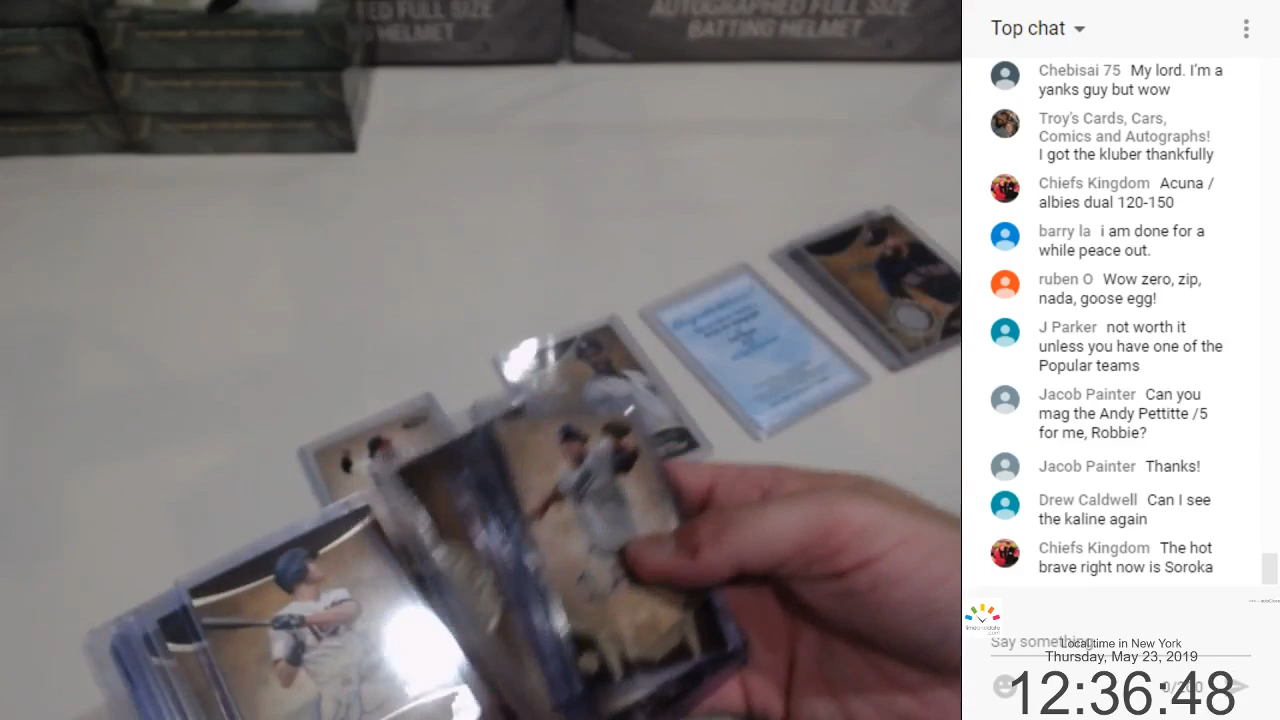 ED FULL SIZE
HELMET
AUTOGRAPHED FULL SIZE
BATTING HELMET
Top chat
Chebisai 75 My lord. I'm a
yanks guy but wow
Troy's Cards, Cars,
Comics and Autographs!
I got the kluber thankfully
Chiefs Kingdom Acuna /
albies dual 120-150
barry la i am done for a
while peace out.
ruben O Wow zero, zip,
nada, goose egg!
J Parker not worth it
unless you have one of the
Popular teams
Jacob Painter Can you
mag the Andy Pettitte /5
for me, Robbie?
Jacob Painter Thanks!
Drew Caldwell Can I see
the kaline again
Chiefs Kingdom The hot
brave right now is Soroka
Say something...
Local time in New York
Thursday, May 23, 2019
0/200
12:36:48